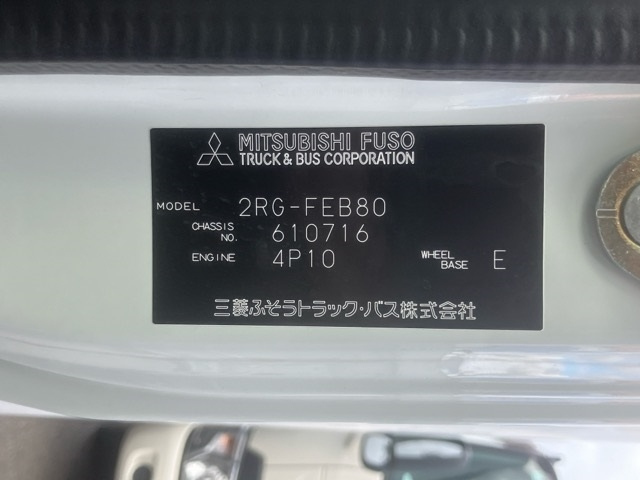 MITSUBISHI FUSO
TRUCK & BUS CORPORATION
MODEL 2RG-FEB80
CHASSIS NO. 610716
ENGINE 4P10 WHEEL BASE E
三菱ふそうトラック・バス株式会社